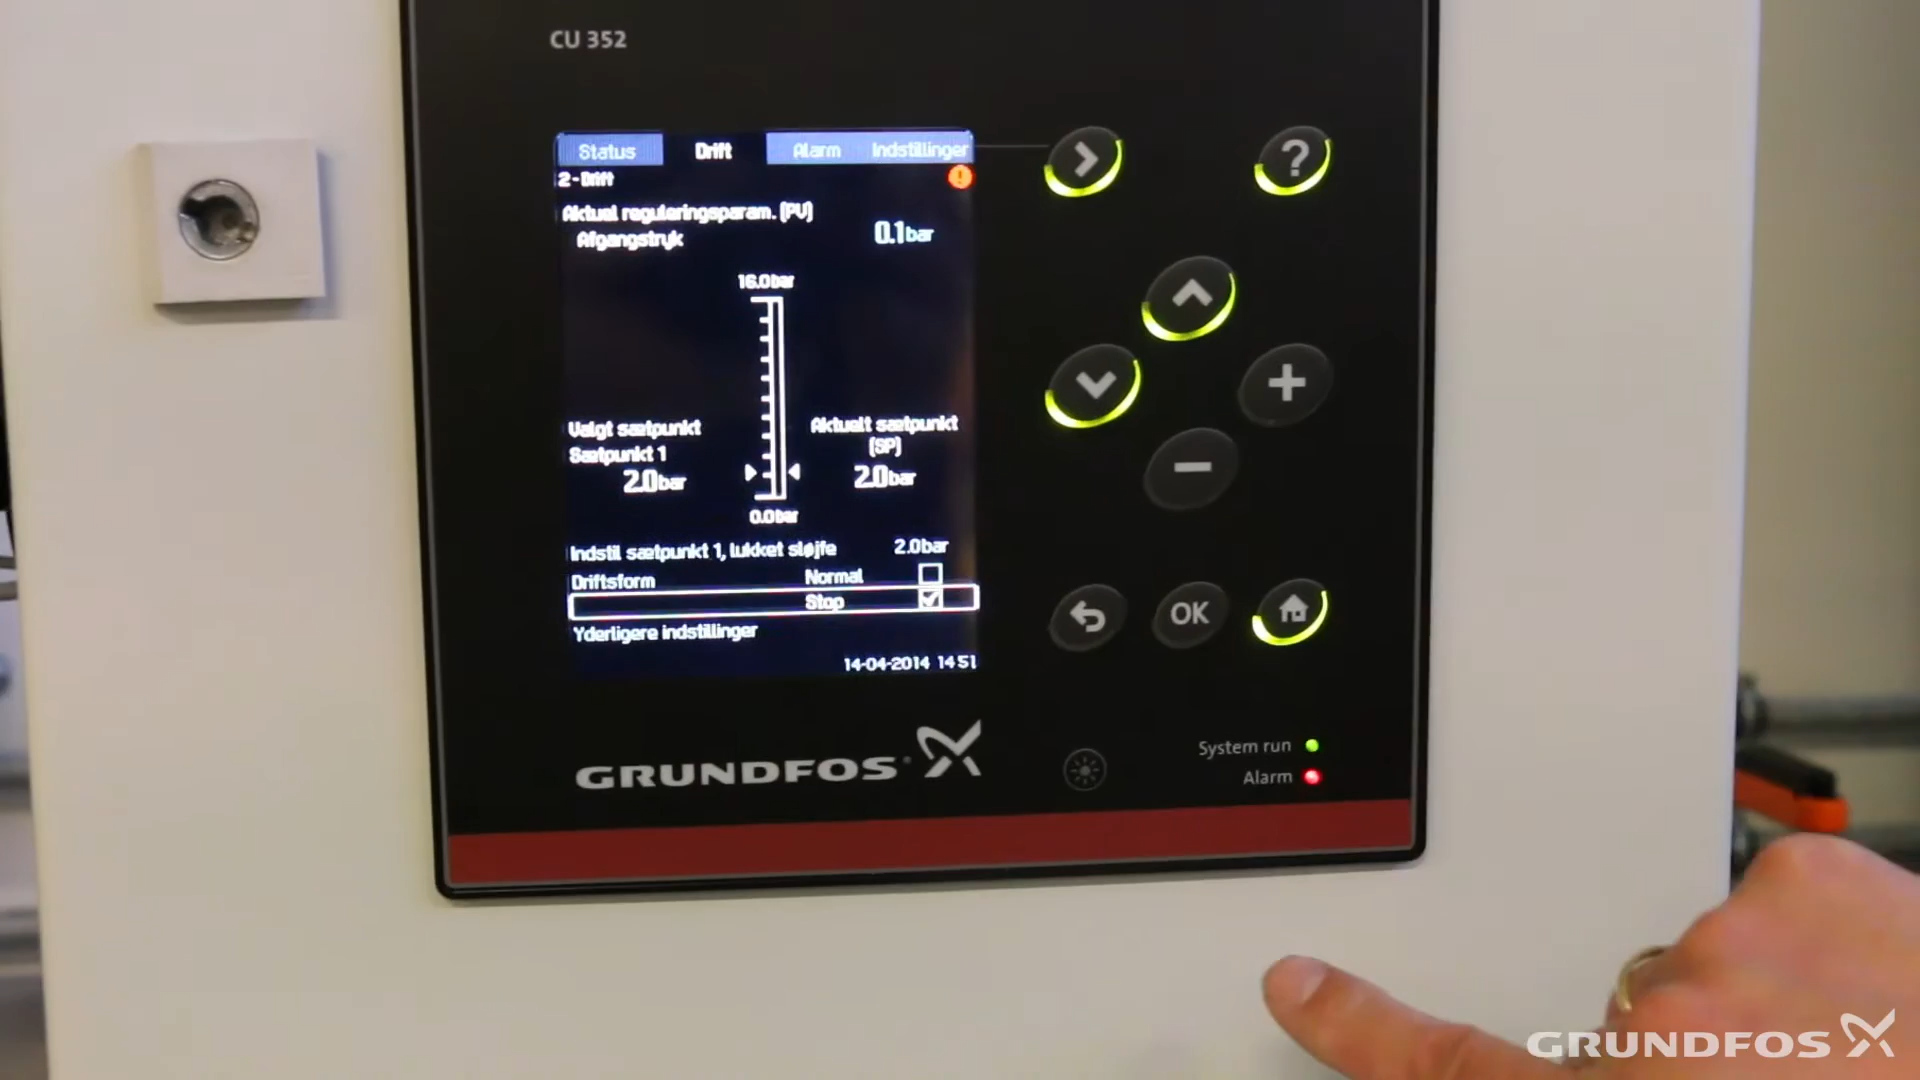 CU 352
Status Drift Alarm Indstillinger
2 - Drift
Aktuel reguleringsparam. (PV)
Afgangstryk 0.1 bar
16.0 bar
Valgt sætpunkt
Sætpunkt 1
2.0 bar
Aktuelt sætpunkt
(SP)
2.0 bar
0.0 bar
Indstil sætpunkt 1, lukket sløjfe 2.0 bar
Driftsform Normal
Stop
Yderligere indstillinger
14-04-2014 14:51
?
OK
GRUNDFOS
System run
Alarm
GRUNDFOS